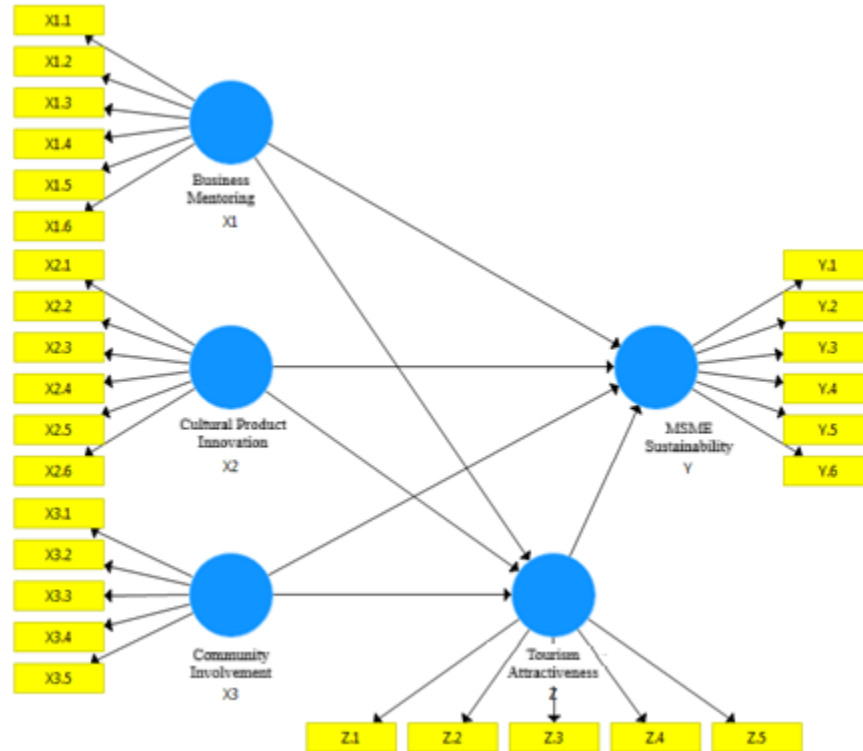 X1.1
X1.2
X1.3
X1.4
X1.5
X1.6
Business
Mentoring
X1
X2.1
X2.2
X2.3
X2.4
X2.5
X2.6
Cultural Product
Innovation
X2
X3.1
X3.2
X3.3
X3.4
X3.5
Community
Involvement
X3
Y.1
Y.2
Y.3
Y.4
Y.5
Y.6
MSME
Sustainability
Y
Tourism
Attractiveness
Z
Z.1
Z.2
Z.3
Z.4
Z.5